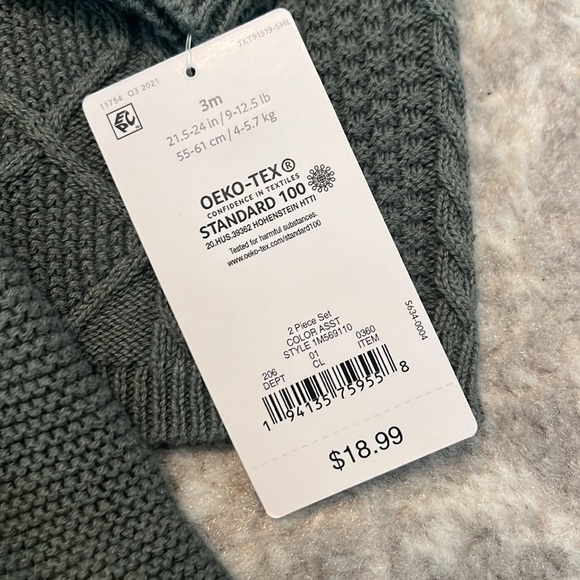 11754 Q3 2021
TKT91519-SHL
EPC
3m
21.5-24 in/9-12.5 lb
55-61 cm/4-5.7 kg
OEKO-TEX®
CONFIDENCE IN TEXTILES
STANDARD 100
20.HUS.39362 HOHENSTEIN HTTI
Tested for harmful substances.
www.oeko-tex.com/standard100
S634-0004
2 Piece Set
COLOR ASST
STYLE 1M569110
206 01 0360
DEPT CL ITEM
1 94135 75955 8
$18.99